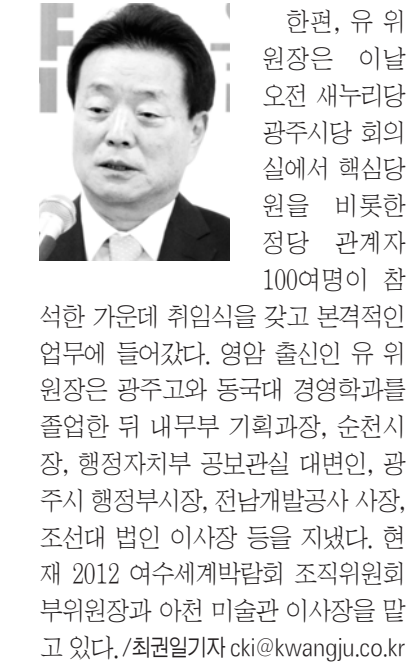 한편, 유 위
원장은 이날
오전 새누리당
광주시당 회의
실에서 핵심당
원을 비롯한
정당 관계자
100여명이 참
석한 가운데 취임식을 갖고 본격적인
업무에 들어갔다. 영암 출신인 유 위
원장은 광주고와 동국대 경영학과를
졸업한 뒤 내무부 기획과장, 순천시
장, 행정자치부 공보관실 대변인, 광
주시 행정부시장, 전남개발공사 사장,
조선대 법인 이사장 등을 지냈다. 현
재 2012 여수세계박람회 조직위원회
부위원장과 아천 미술관 이사장을 맡
고 있다. /최권일기자 cki@kwangju.co.kr